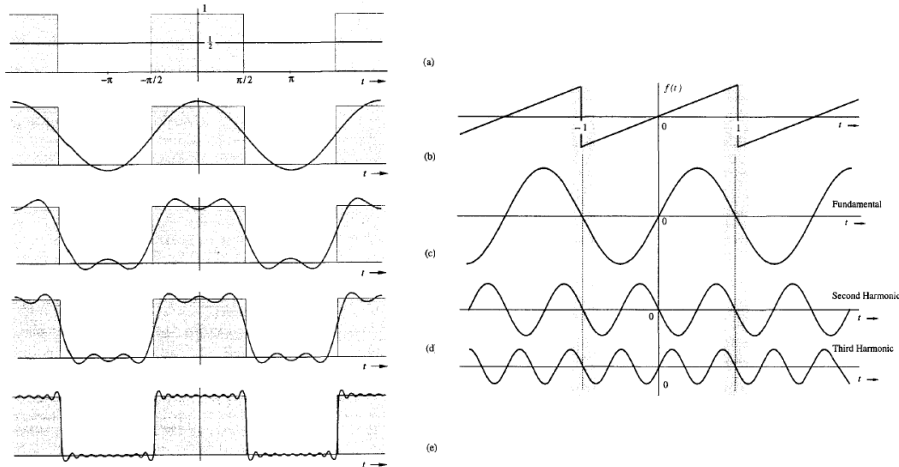 1
1/2
-π -π/2 π/2 π t
(a)
t
(b)
t
(c)
t
(d)
t
(e)
f(t)
-1 0 1 t
Fundamental
0 t
Second Harmonic
0 t
Third Harmonic
0 t